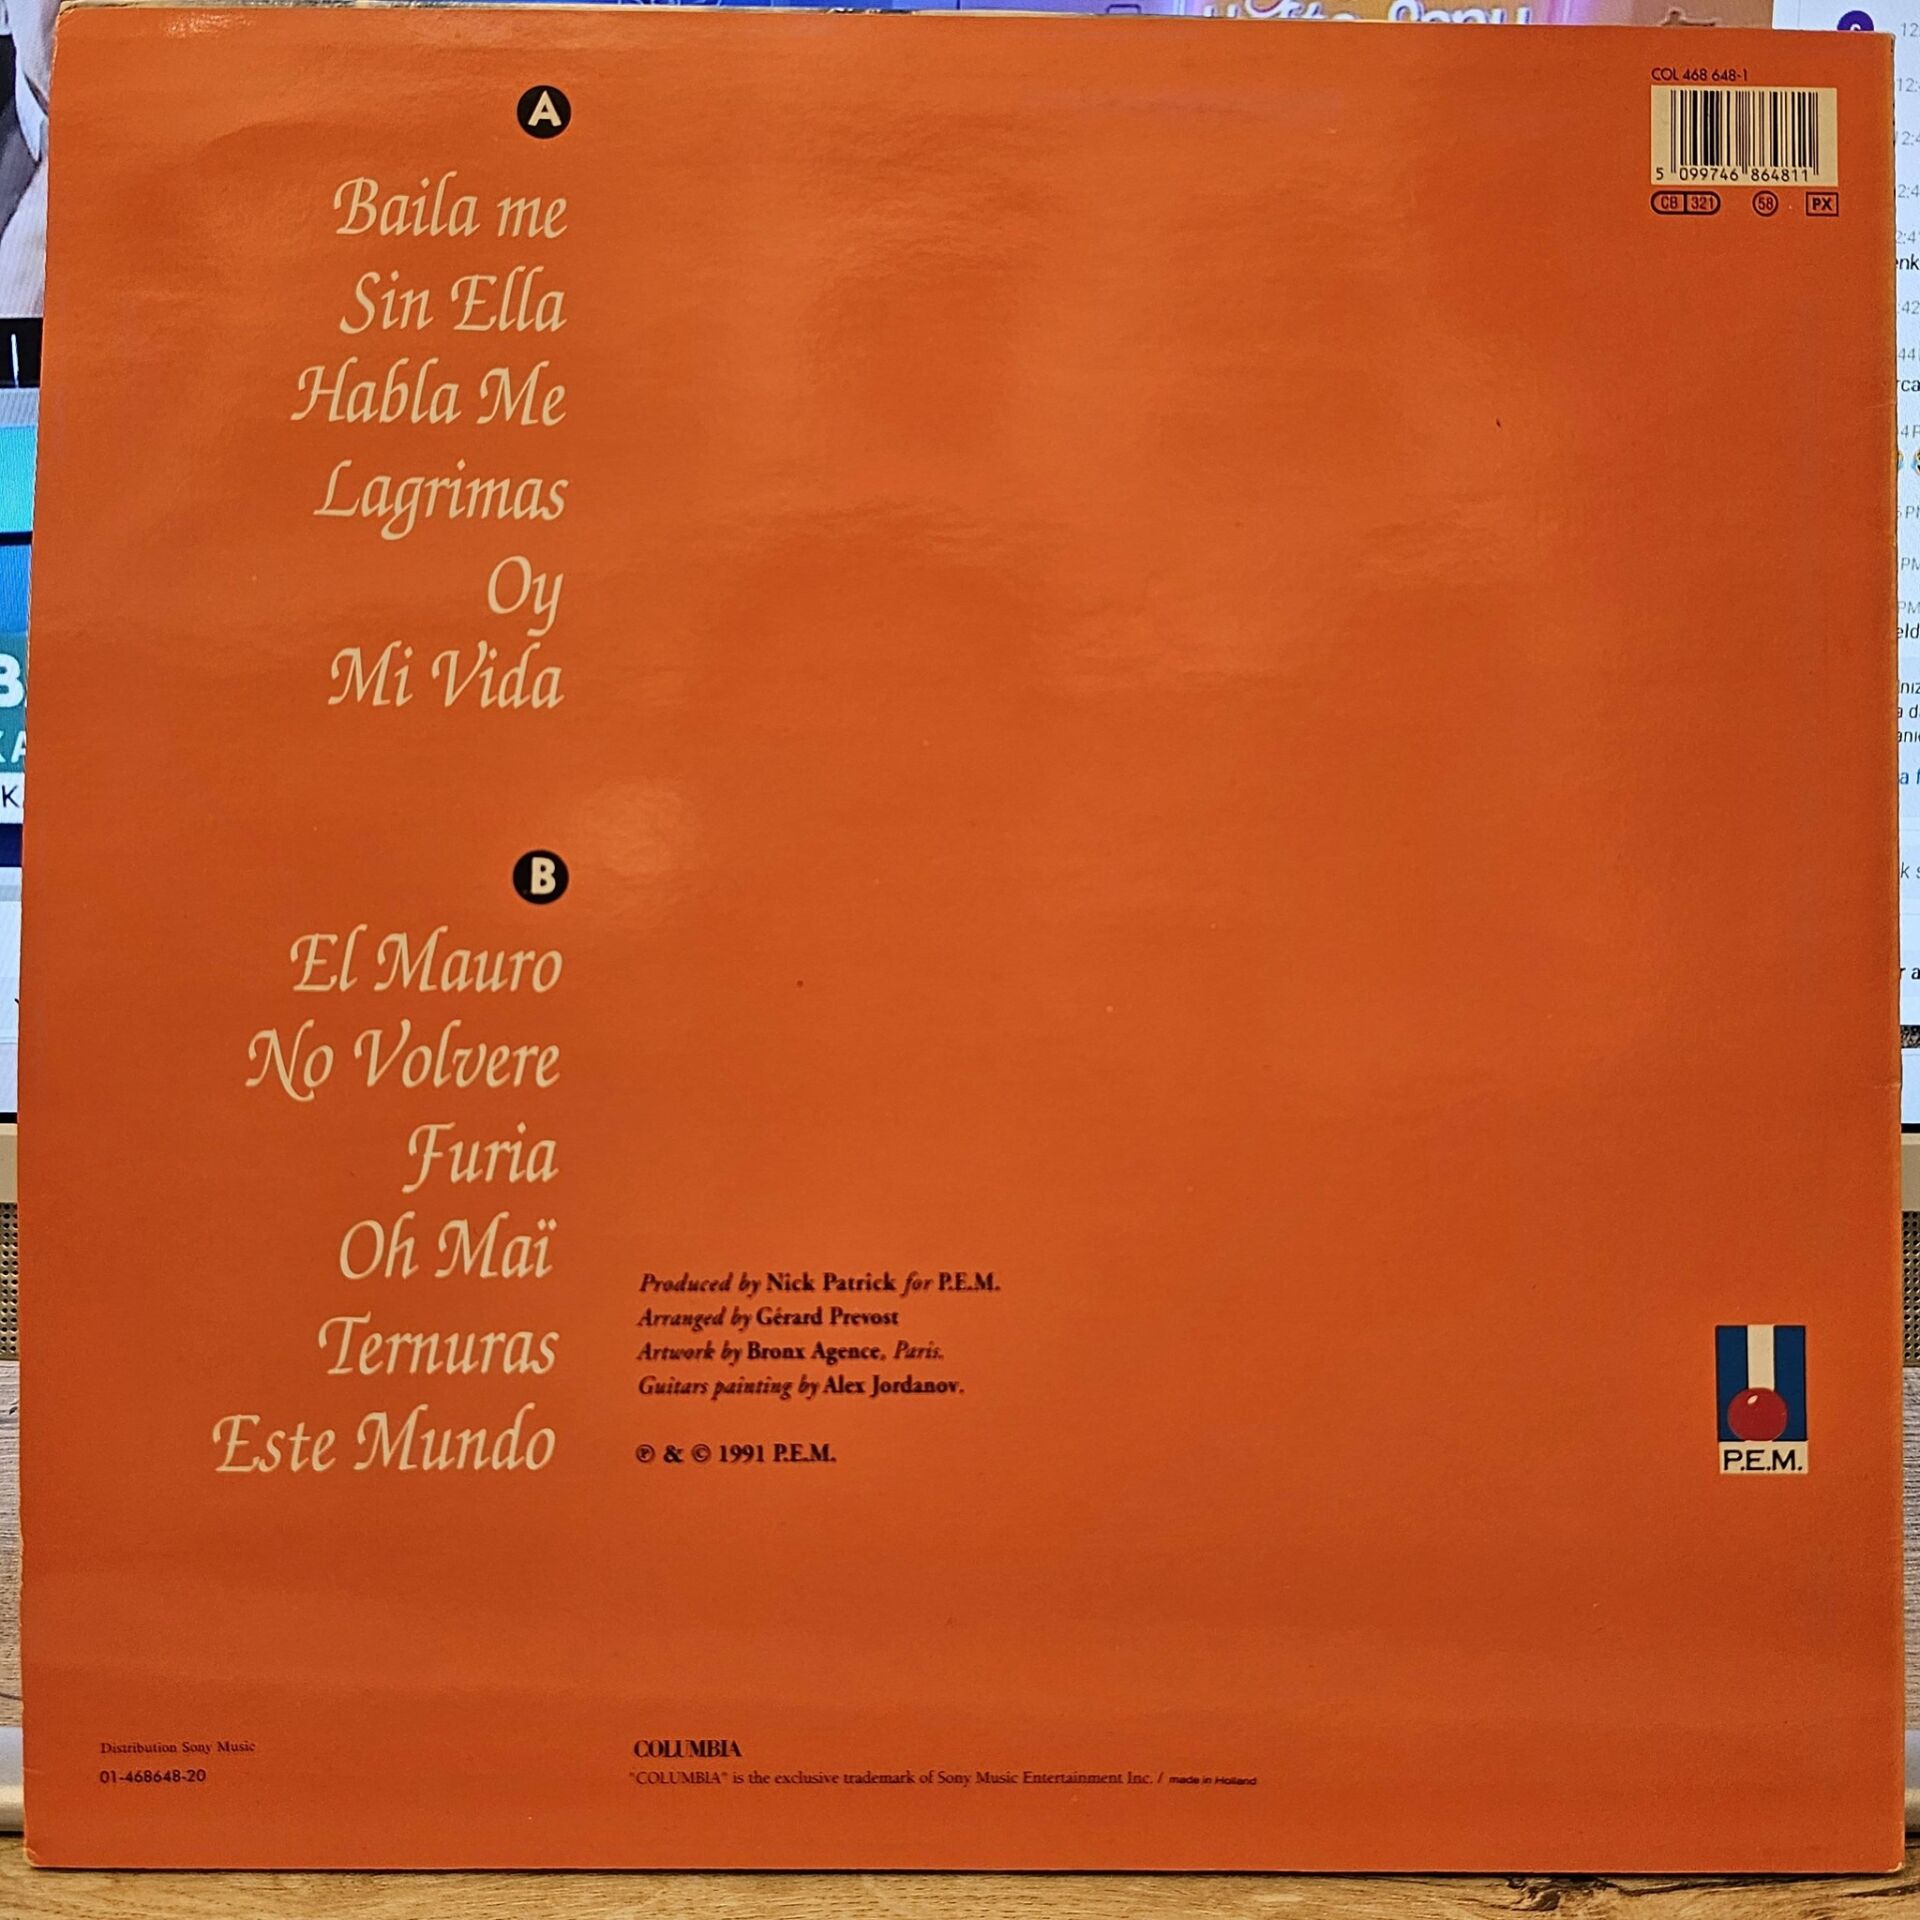 COL 468 648-1
5 099746 864811
CB 321 58 PX
A
Baila me
Sin Ella
Habla Me
Lagrimas
Oy
Mi Vida
B
El Mauro
No Volvere
Furia
Oh Maï
Ternuras
Este Mundo
Produced by Nick Patrick for P.E.M.
Arranged by Gérard Prevost
Artwork by Bronx Agence, Paris.
Guitars painting by Alex Jordanov.
℗ & © 1991 P.E.M.
P.E.M.
Distribution Sony Music
01-468648-20
COLUMBIA
"COLUMBIA" is the exclusive trademark of Sony Music Entertainment Inc. / made in Holland